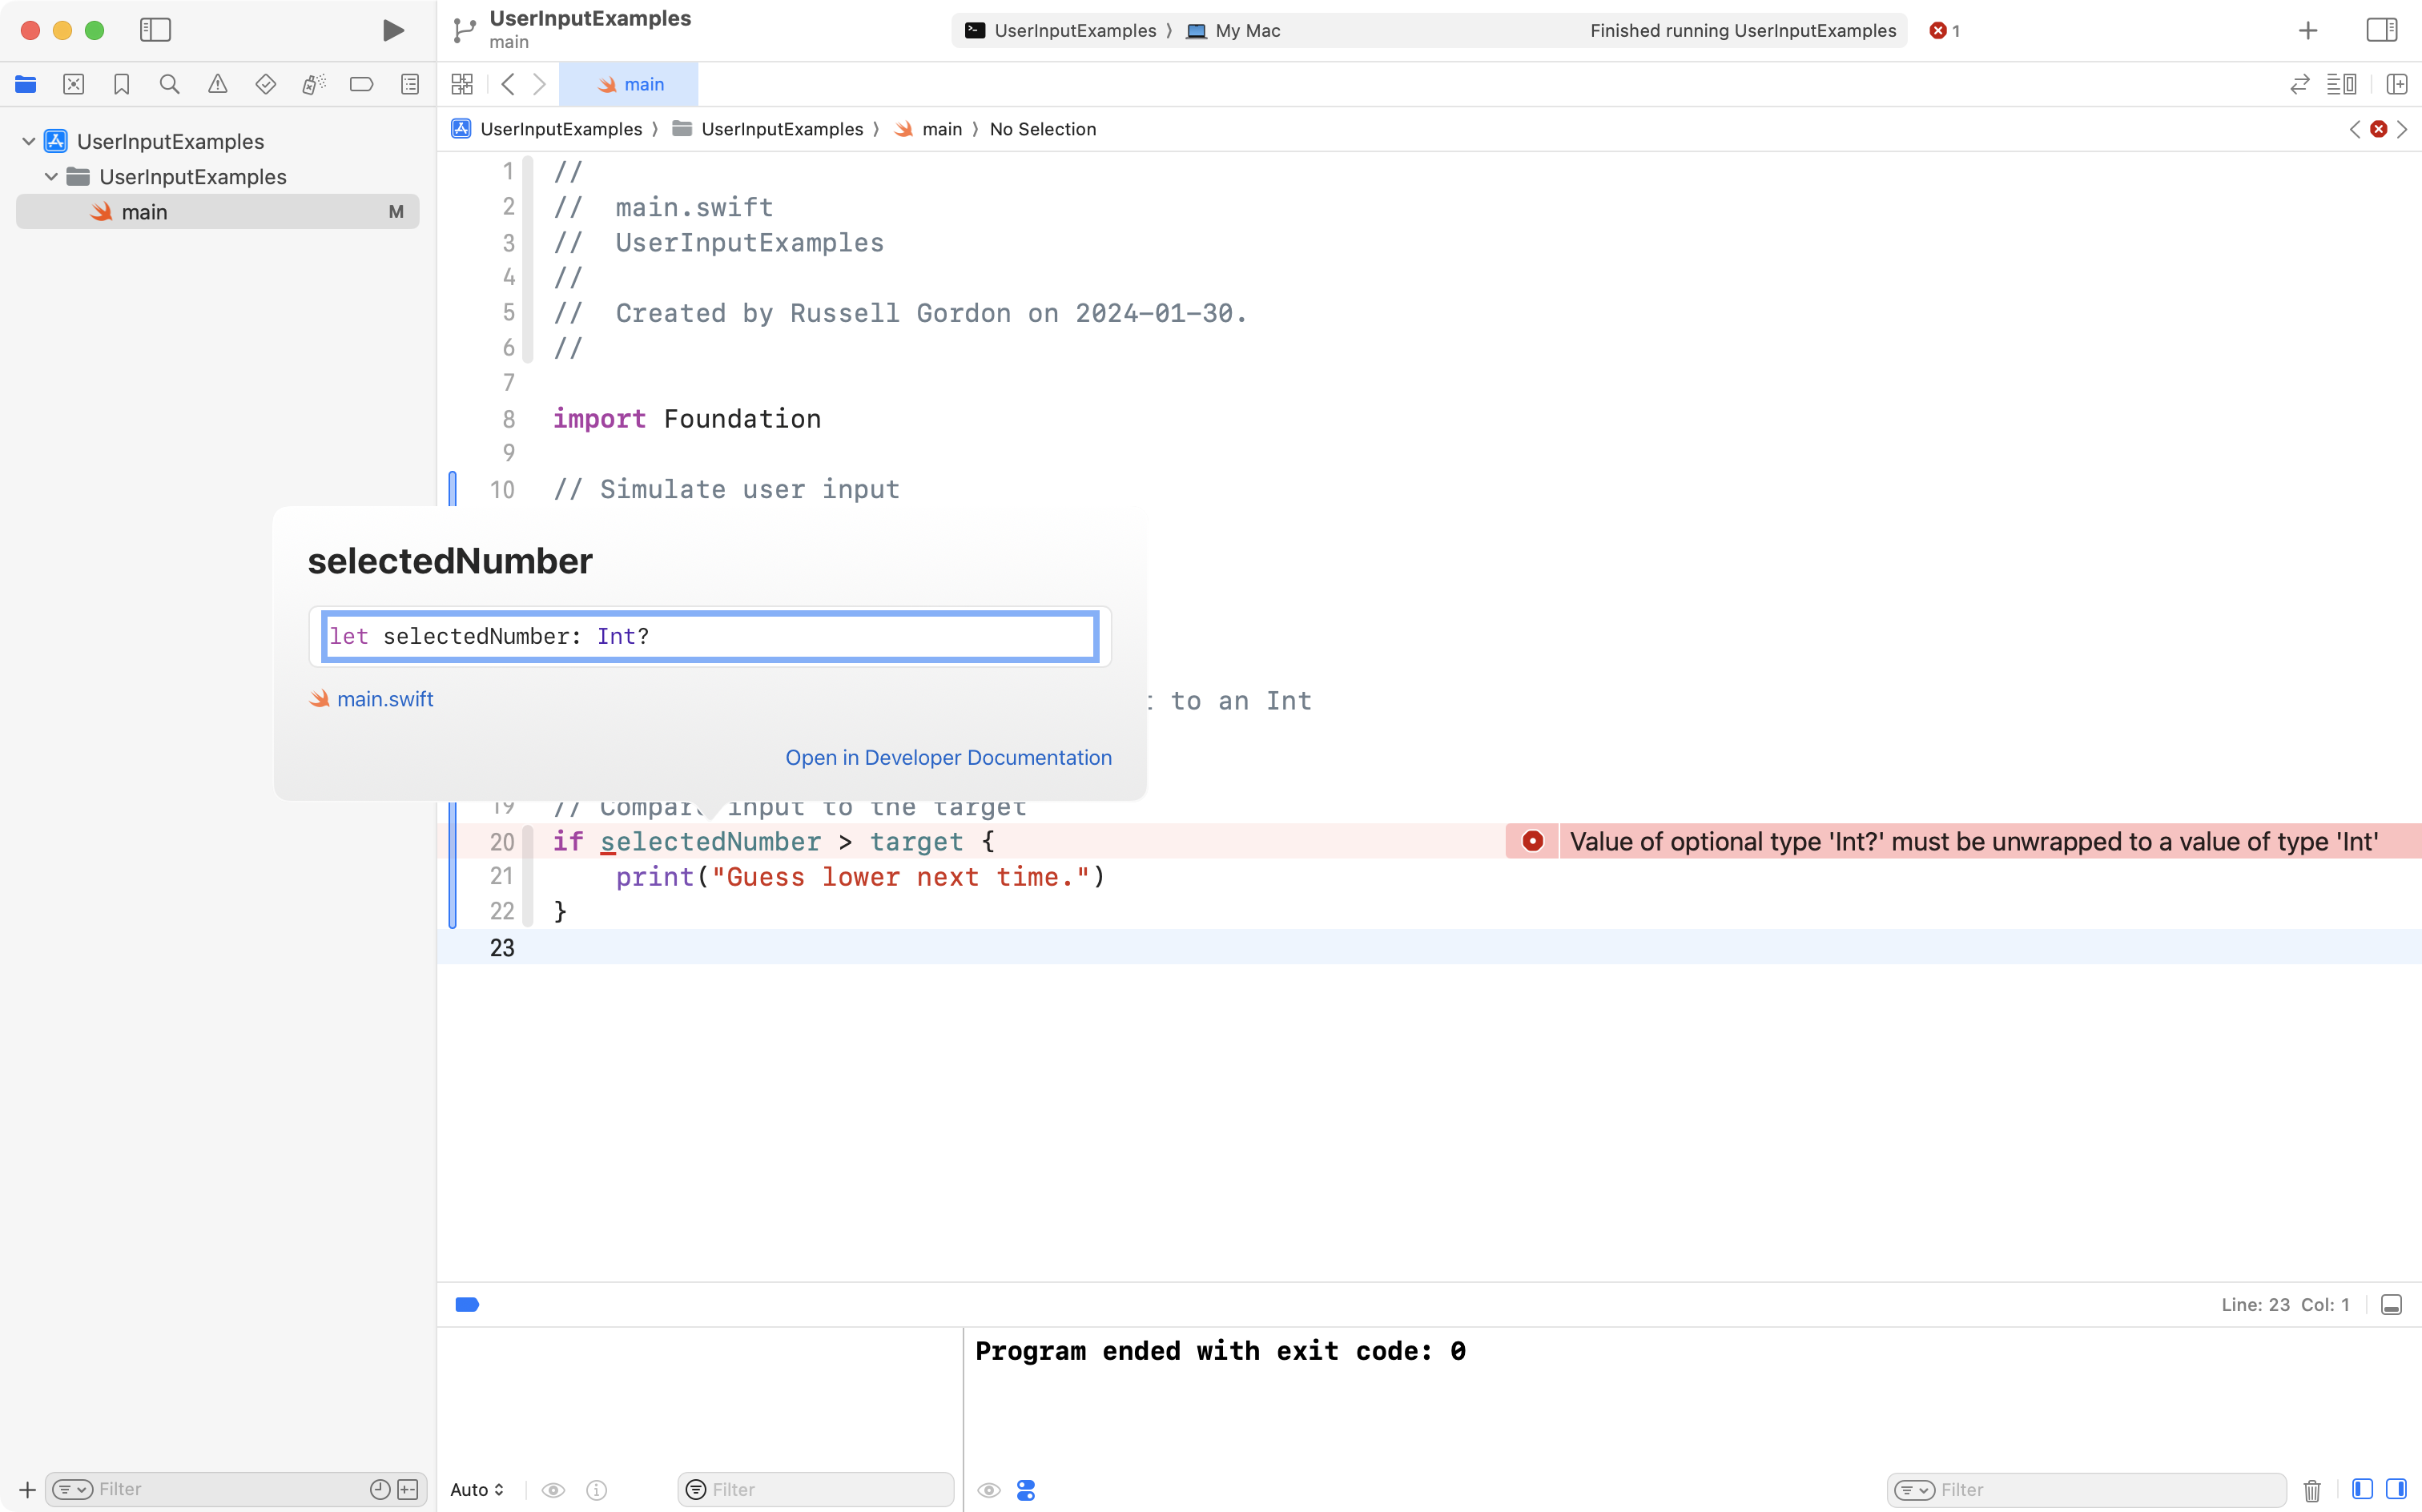 UserInputExamples
main
UserInputExamples ⟩ My Mac
Finished running UserInputExamples
1
main
UserInputExamples ⟩ UserInputExamples ⟩ main ⟩ No Selection
UserInputExamples
UserInputExamples
main M
1 //
2 //  main.swift
3 //  UserInputExamples
4 //
5 //  Created by Russell Gordon on 2024-01-30.
6 //
7
8 import Foundation
9
10 // Simulate user input
selectedNumber
let selectedNumber: Int?
main.swift
Open in Developer Documentation
to an Int
19 // Compar input to the target
20 if selectedNumber > target {
Value of optional type 'Int?' must be unwrapped to a value of type 'Int'
21     print("Guess lower next time.")
22 }
23
Line: 23 Col: 1
Program ended with exit code: 0
Filter
Auto
Filter
Filter